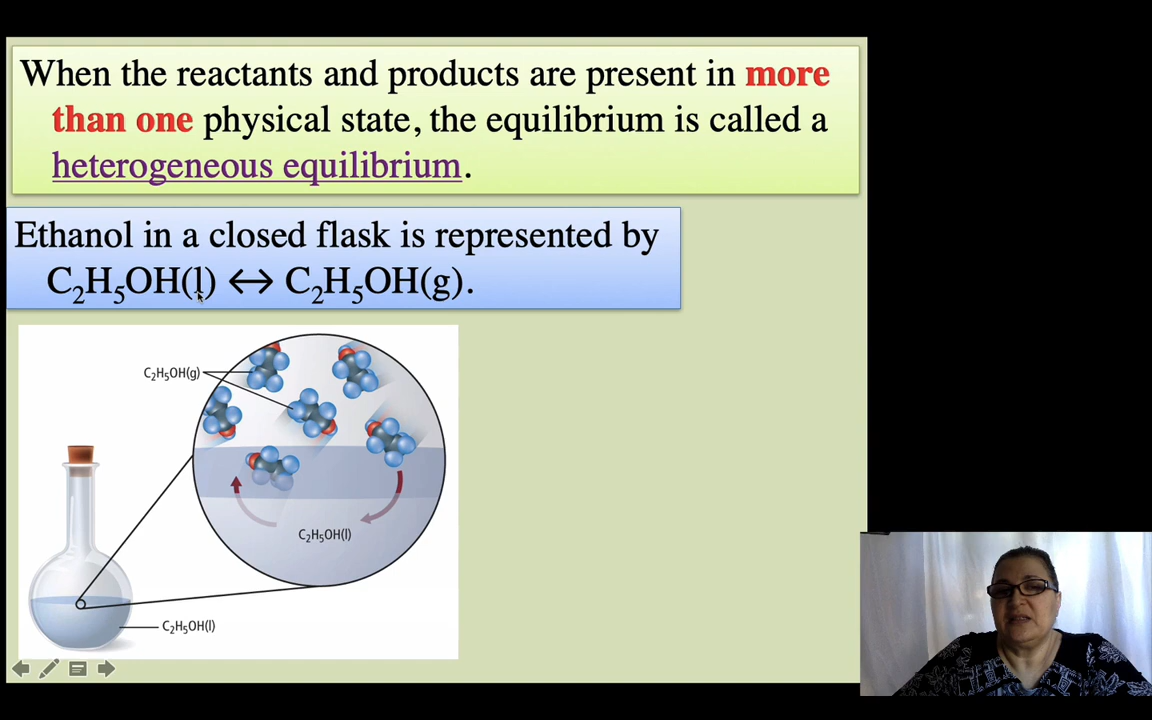 When the reactants and products are present in more
than one physical state, the equilibrium is called a
heterogeneous equilibrium.
Ethanol in a closed flask is represented by
C₂H₅OH(l) ↔ C₂H₅OH(g).
C₂H₅OH(g)
C₂H₅OH(l)
C₂H₅OH(l)